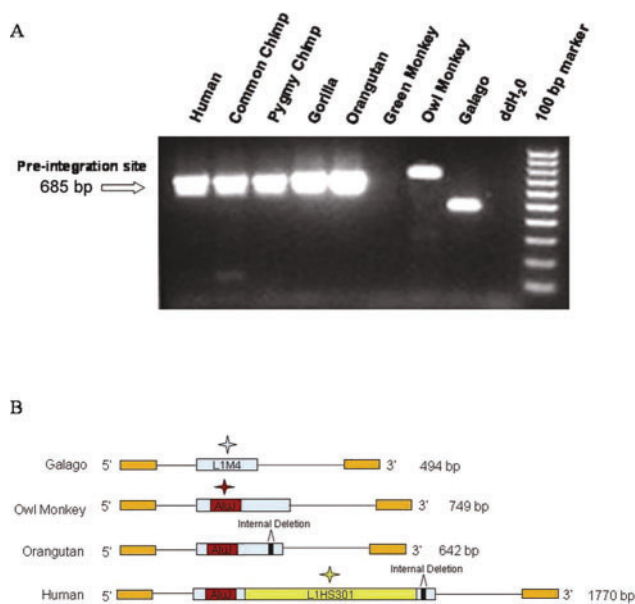 A
Human
Common Chimp
Pygmy Chimp
Gorilla
Orangutan
Green Monkey
Owl Monkey
Galago
ddH20
100 bp marker
Pre-integration site
685 bp
B
Galago 5' L1M4 3' 494 bp
Owl Monkey 5' AluJ 3' 749 bp
Internal Deletion
Orangutan 5' AluJ 3' 642 bp
Internal Deletion
Human 5' AluJ L1HS301 3' 1770 bp